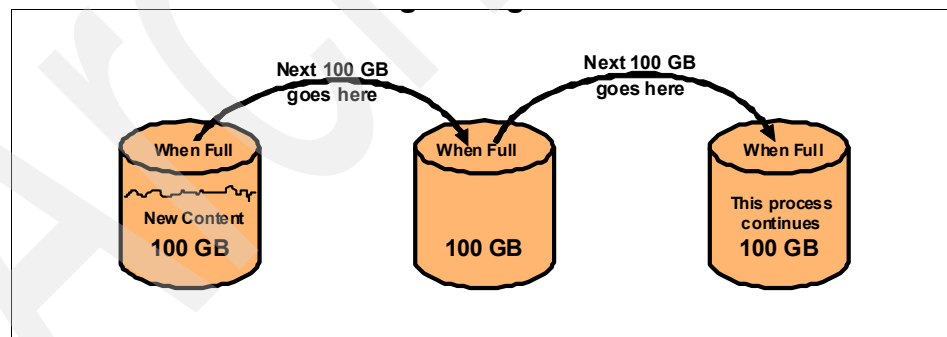 Next 100 GB
goes here
Next 100 GB
goes here
When Full
When Full
When Full
New Content
100 GB
100 GB
This process
continues
100 GB